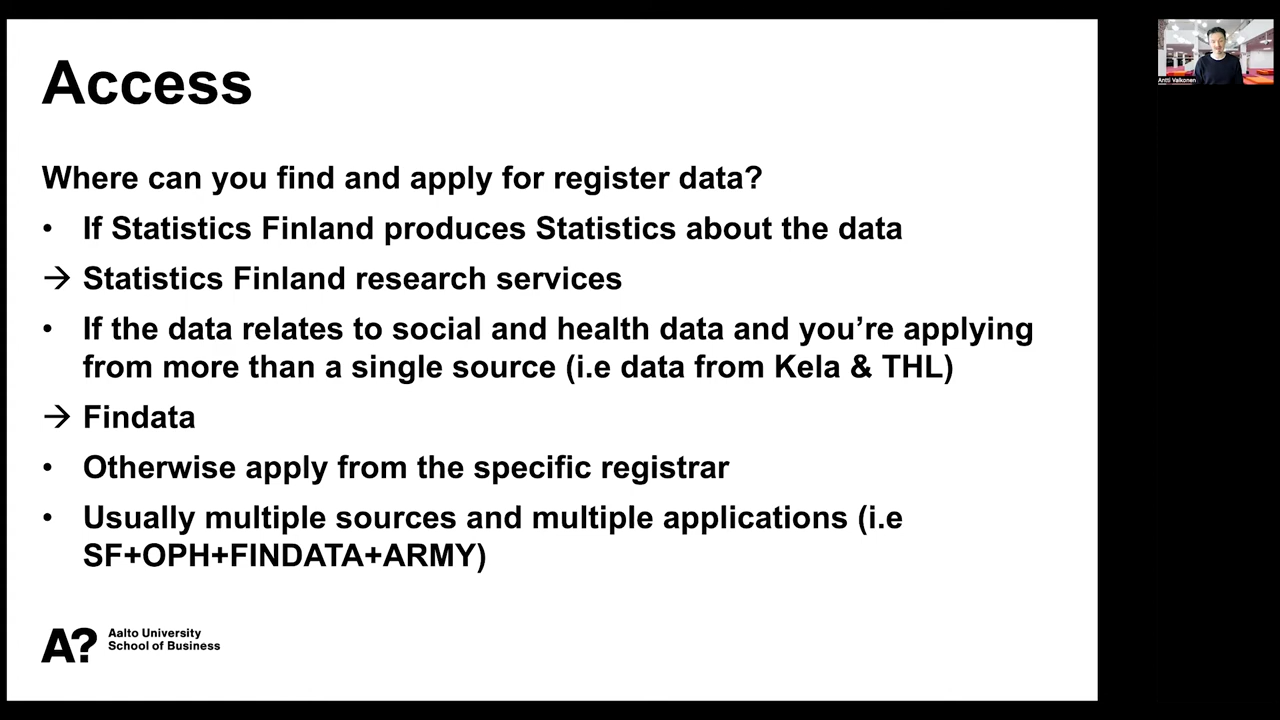 Access
Antti Valkonen
Where can you find and apply for register data?
• If Statistics Finland produces Statistics about the data
→ Statistics Finland research services
• If the data relates to social and health data and you’re applying
from more than a single source (i.e data from Kela & THL)
→ Findata
• Otherwise apply from the specific registrar
• Usually multiple sources and multiple applications (i.e
SF+OPH+FINDATA+ARMY)
A?
Aalto University
School of Business